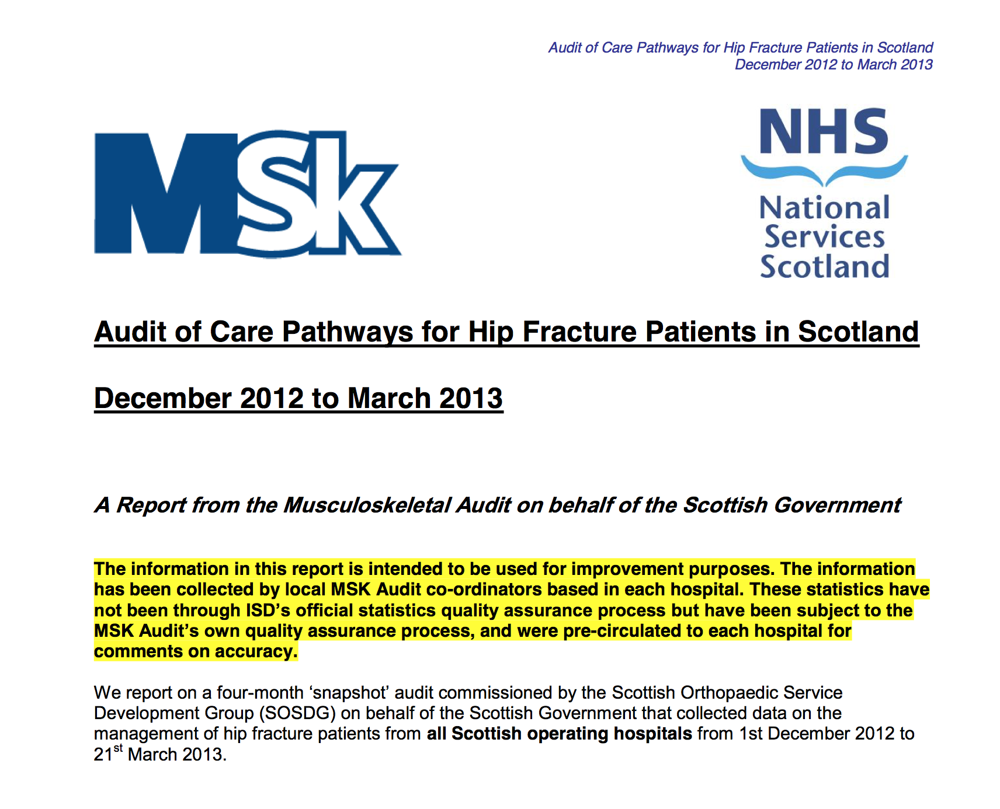 Audit of Care Pathways for Hip Fracture Patients in Scotland
December 2012 to March 2013
MSk
NHS
National
Services
Scotland
Audit of Care Pathways for Hip Fracture Patients in Scotland
December 2012 to March 2013
A Report from the Musculoskeletal Audit on behalf of the Scottish Government
The information in this report is intended to be used for improvement purposes. The information
has been collected by local MSK Audit co-ordinators based in each hospital. These statistics have
not been through ISD’s official statistics quality assurance process but have been subject to the
MSK Audit’s own quality assurance process, and were pre-circulated to each hospital for
comments on accuracy.
We report on a four-month ‘snapshot’ audit commissioned by the Scottish Orthopaedic Service
Development Group (SOSDG) on behalf of the Scottish Government that collected data on the
management of hip fracture patients from all Scottish operating hospitals from 1st December 2012 to
21st March 2013.